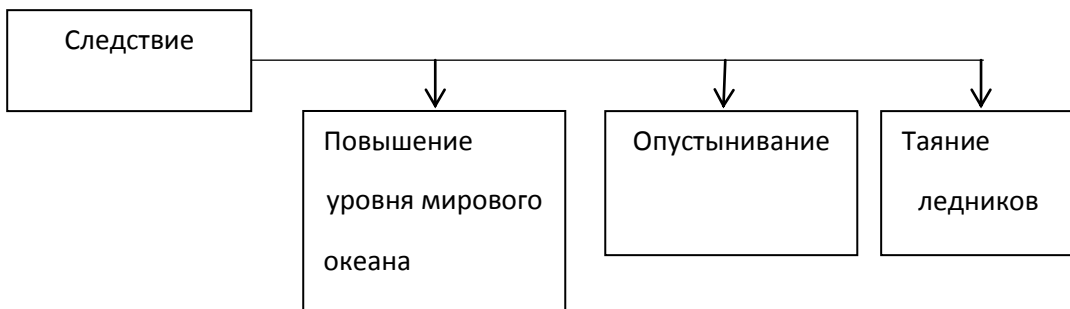 Следствие
Повышение
уровня мирового
океана
Опустынивание
Таяние
ледников